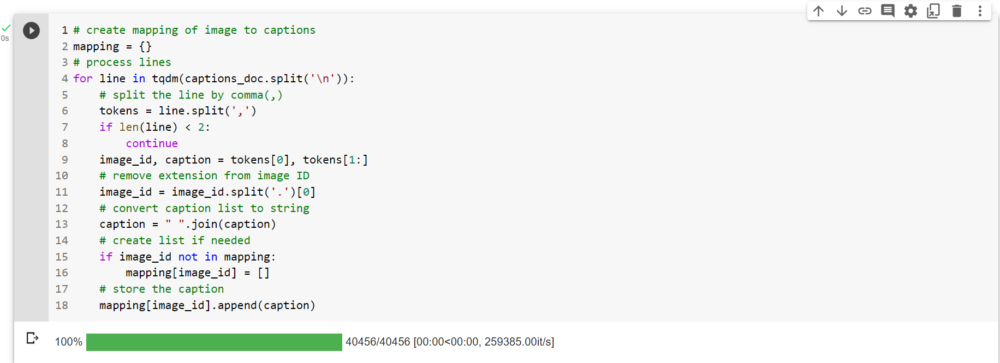 0s
1 # create mapping of image to captions
2 mapping = {}
3 # process lines
4 for line in tqdm(captions_doc.split('\n')):
5     # split the line by comma(,)
6     tokens = line.split(',')
7     if len(line) < 2:
8         continue
9     image_id, caption = tokens[0], tokens[1:]
10     # remove extension from image ID
11     image_id = image_id.split('.')[0]
12     # convert caption list to string
13     caption = " ".join(caption)
14     # create list if needed
15     if image_id not in mapping:
16         mapping[image_id] = []
17     # store the caption
18     mapping[image_id].append(caption)
100% 40456/40456 [00:00<00:00, 259385.00it/s]